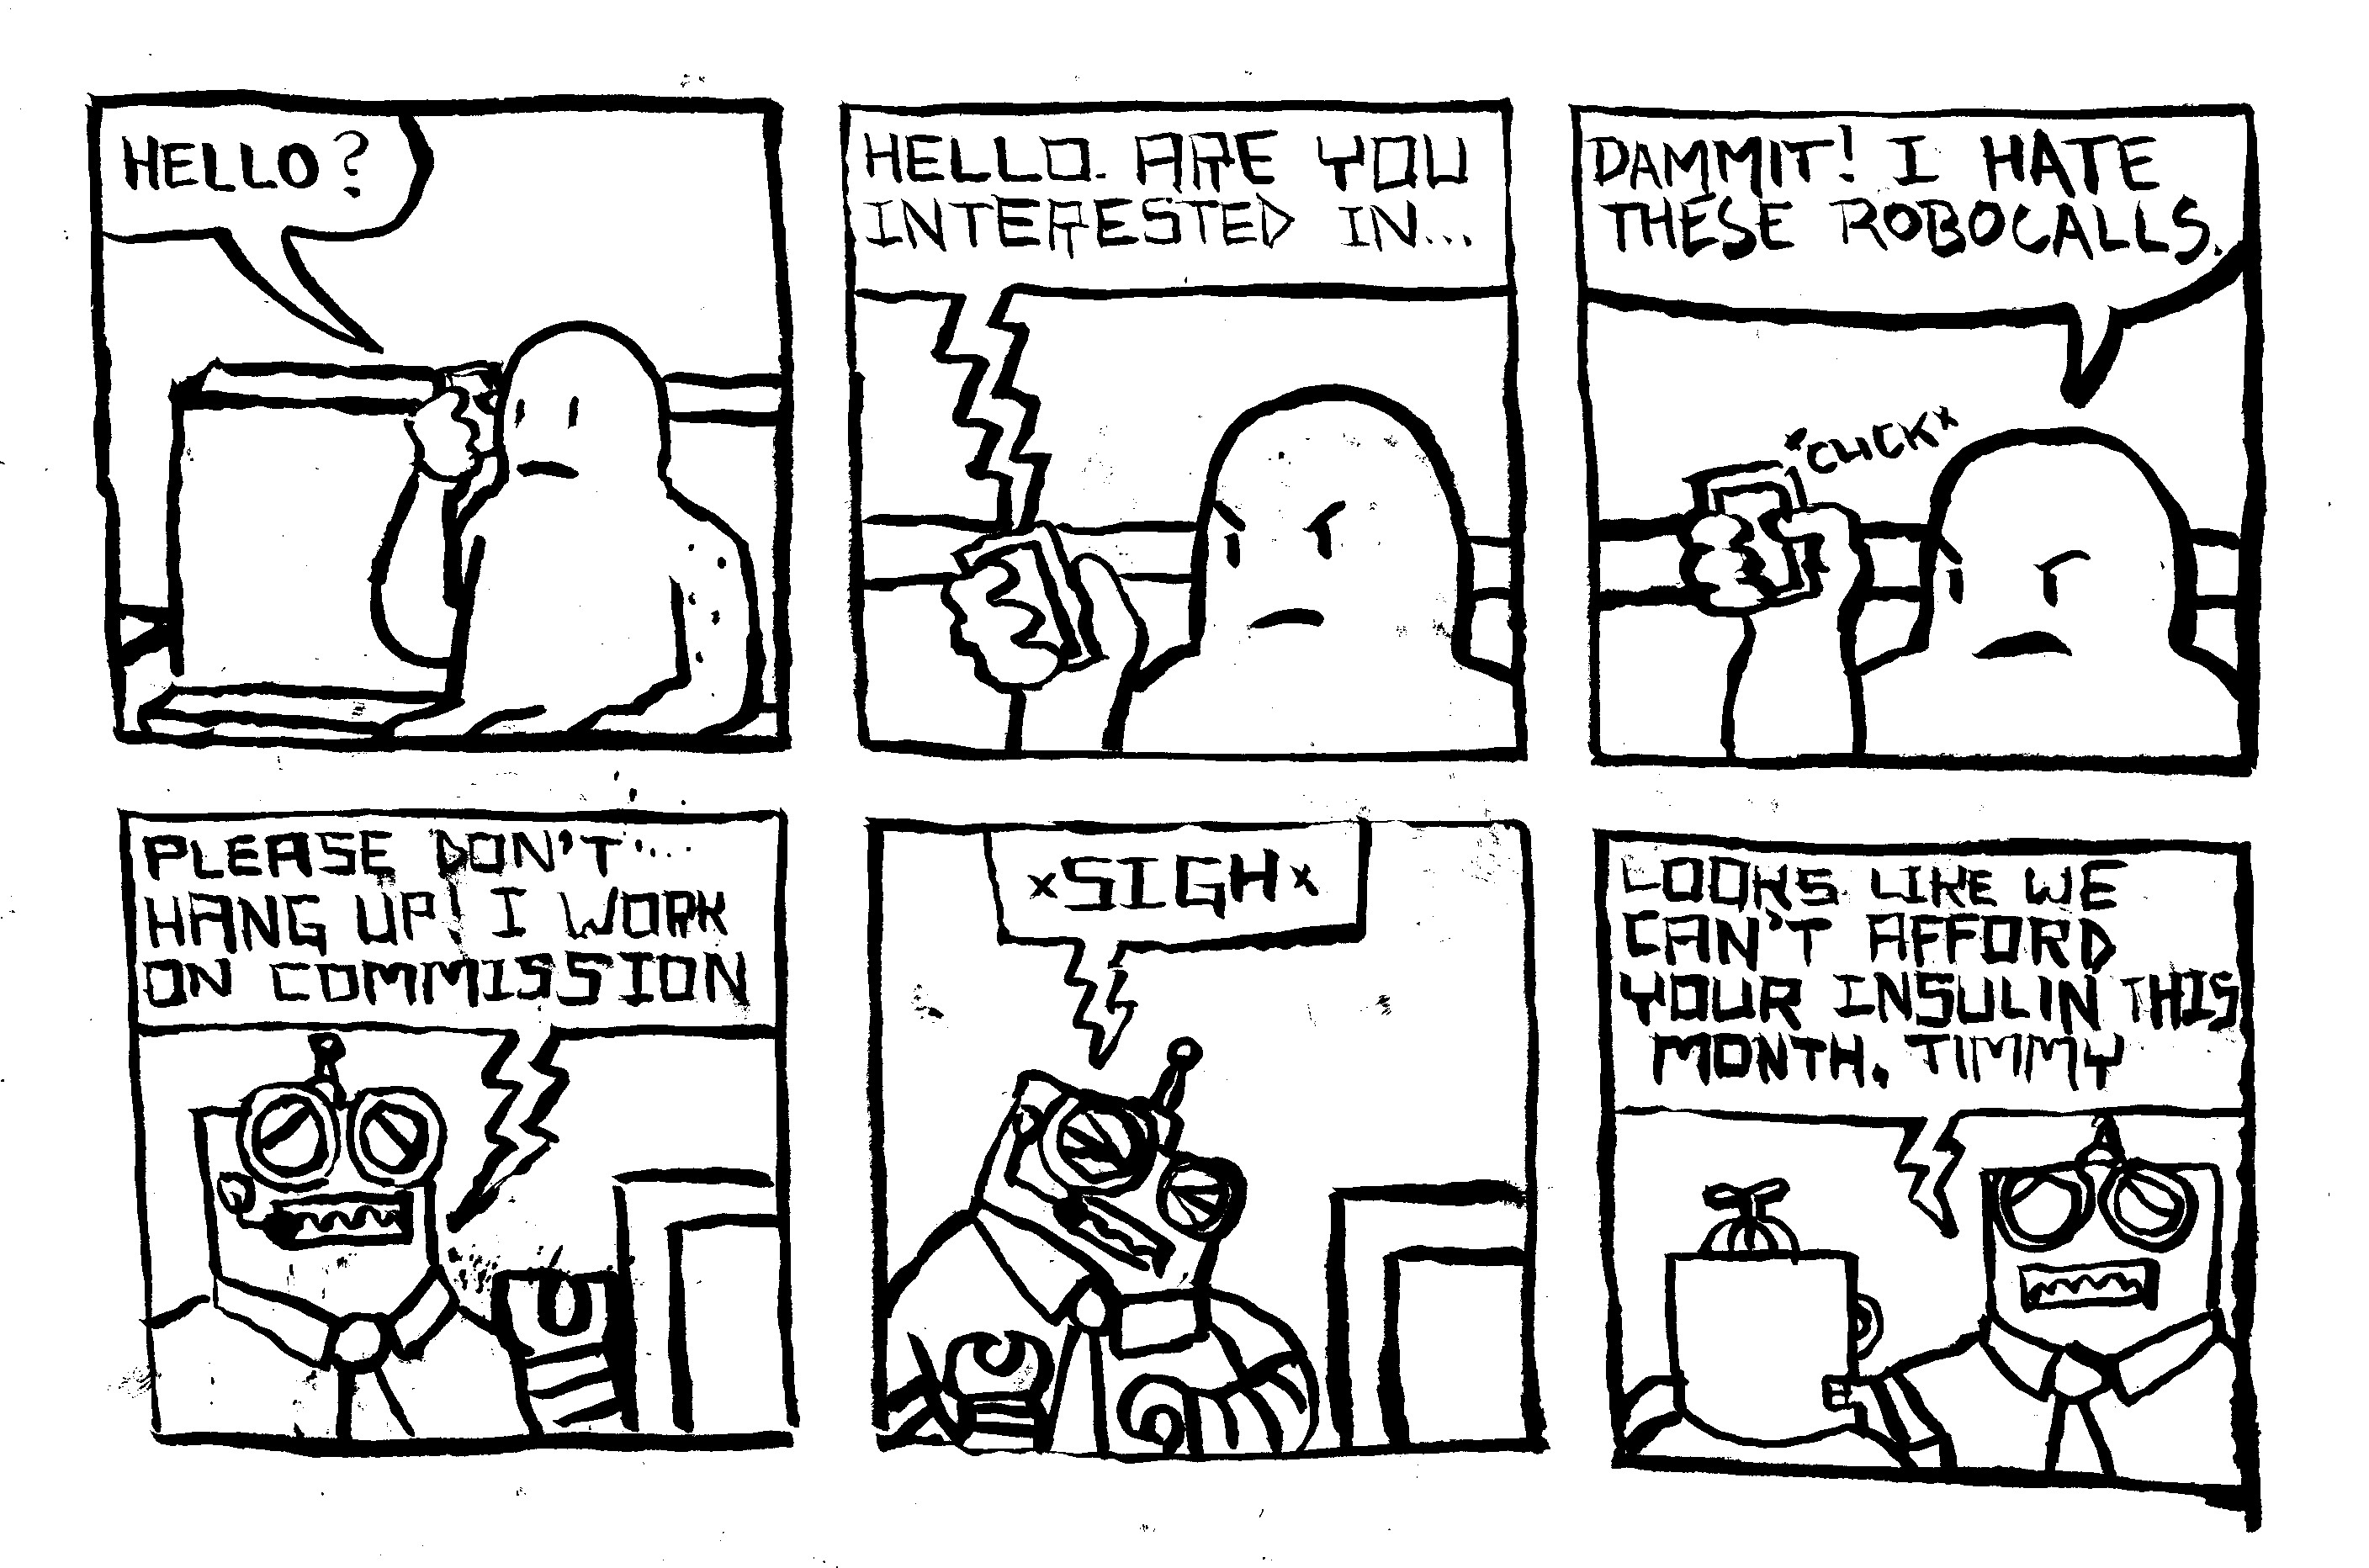 HELLO?
HELLO. ARE YOU
INTERESTED IN...
DAMMIT! I HATE
THESE ROBOCALLS.
*CLICK*
PLEASE DON'T
HANG UP! I WORK
ON COMMISSION
*SIGH*
LOOKS LIKE WE
CAN'T AFFORD
YOUR INSULIN THIS
MONTH, TIMMY